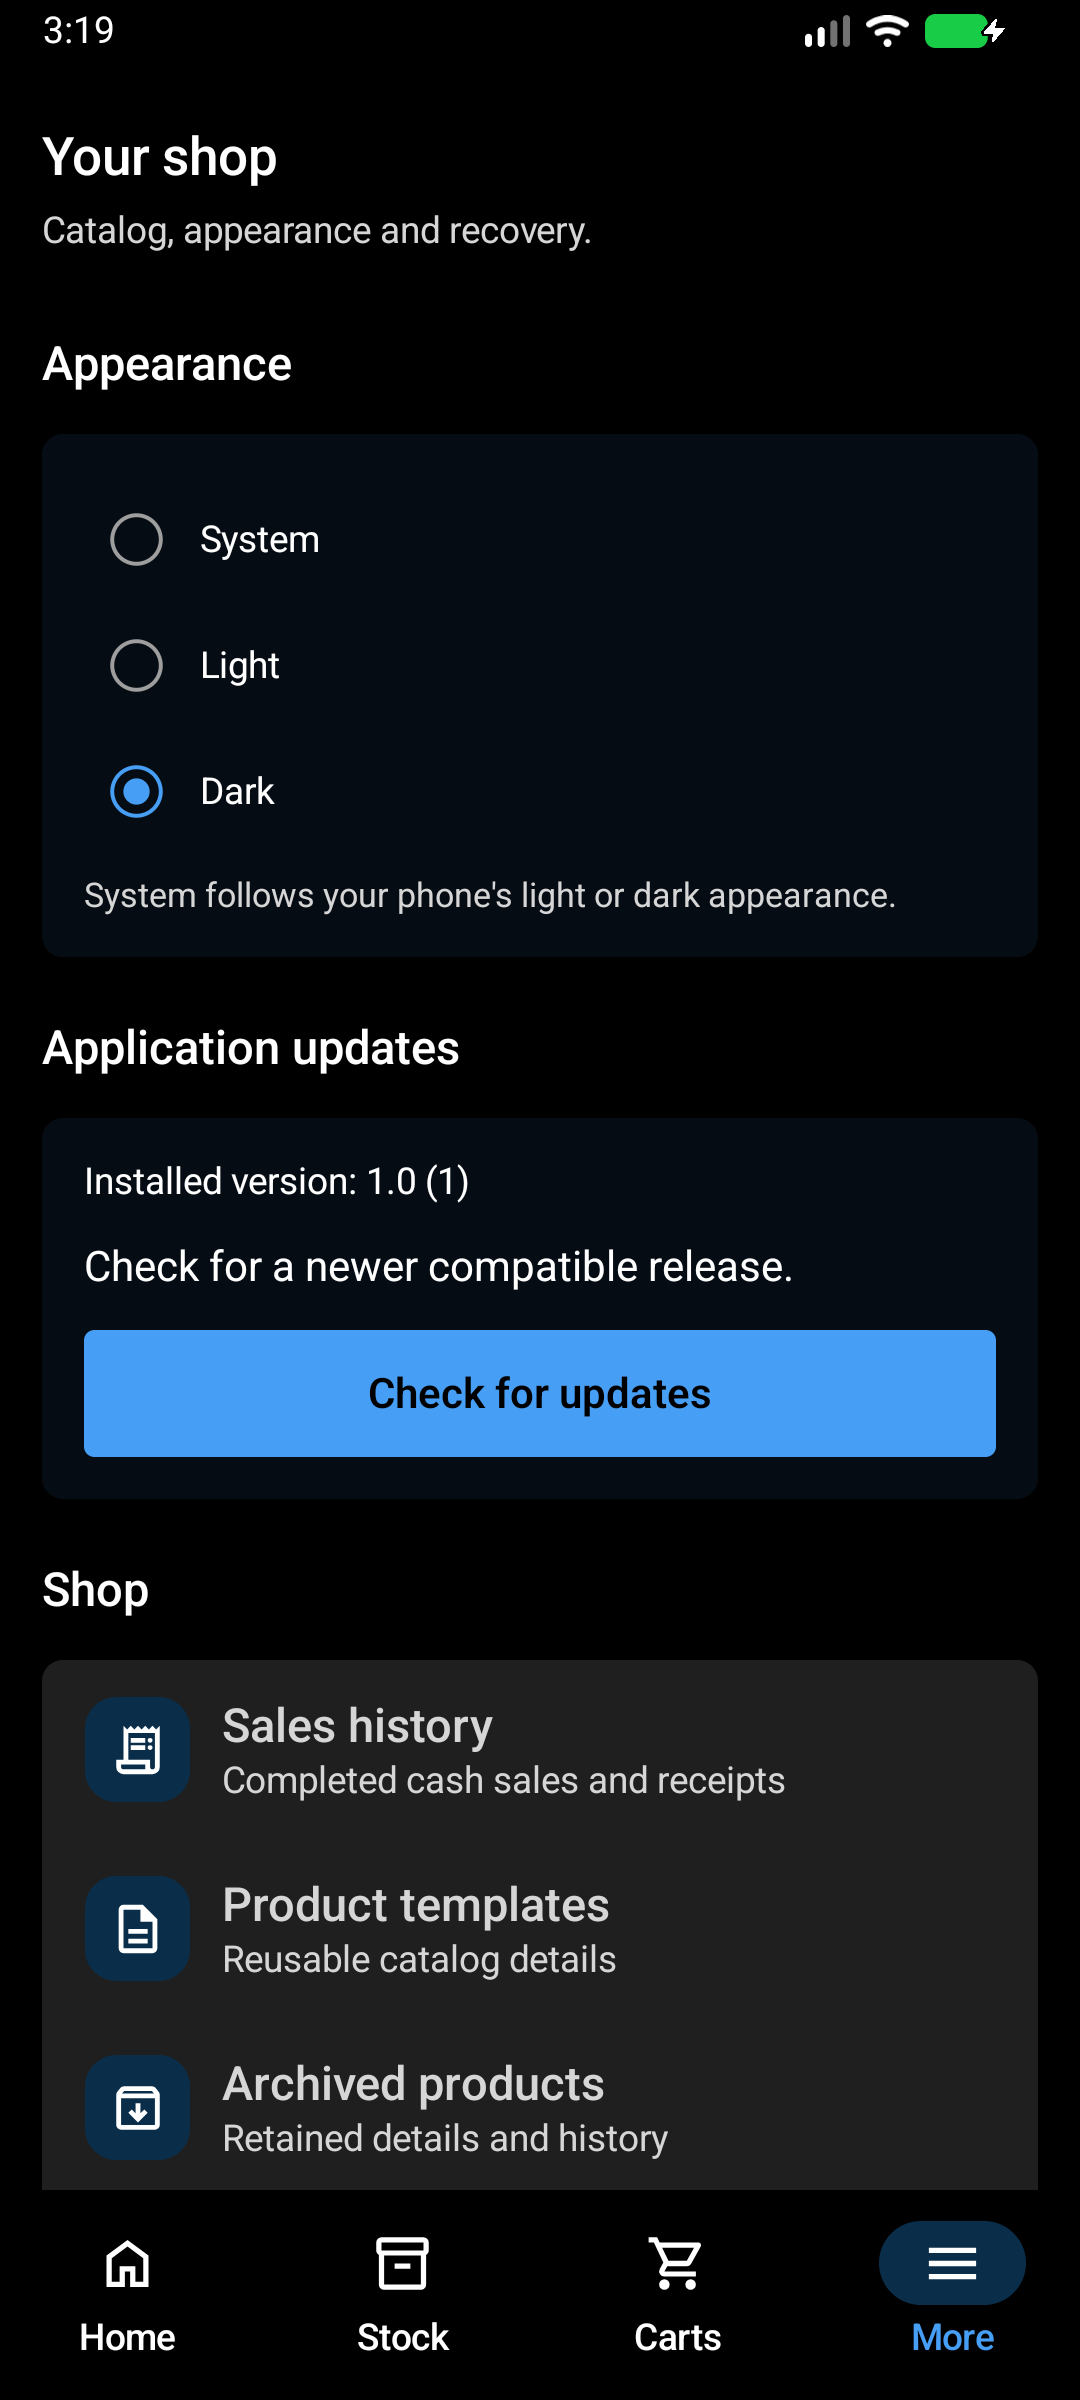 3:19
Your shop
Catalog, appearance and recovery.
Appearance
System
Light
Dark
System follows your phone's light or dark appearance.
Application updates
Installed version: 1.0 (1)
Check for a newer compatible release.
Check for updates
Shop
Sales history
Completed cash sales and receipts
Product templates
Reusable catalog details
Archived products
Retained details and history
Home
Stock
Carts
More